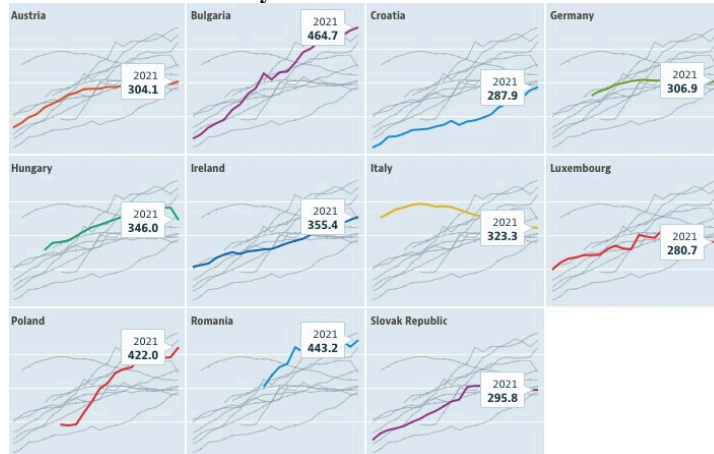 Austria
2021
304.1
Bulgaria
2021
464.7
Croatia
2021
287.9
Germany
2021
306.9
Hungary
2021
346.0
Ireland
2021
355.4
Italy
2021
323.3
Luxembourg
2021
280.7
Poland
2021
422.0
Romania
2021
443.2
Slovak Republic
2021
295.8